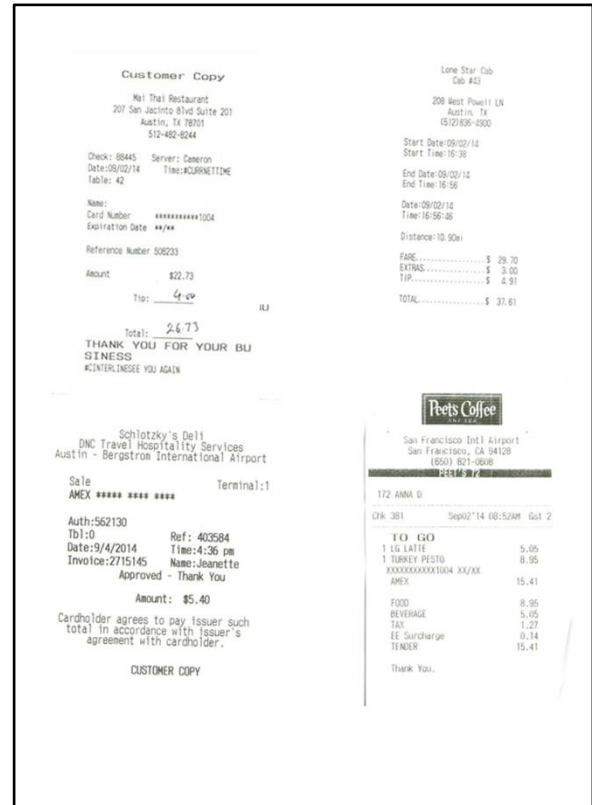 Customer Copy
Mai Thai Restaurant
207 San Jacinto Blvd Suite 201
Austin, TX 78701
512-482-8244
Check: 88445 Server: Cameron
Date:09/02/14 Time:#CURRNETTIME
Table: 42
Name:
Card Number ***********1004
Expiration Date **/**
Reference Number 506233
Amount $22.73
Tip: 4.00
Total: 26.73
THANK YOU FOR YOUR BU
SINESS
#CINTERLINESEE YOU AGAIN
Lone Star Cab
Cab #43
208 West Powell LN
Austin, TX
(512)836-4900
Start Date:09/02/14
Start Time:16:38
End Date:09/02/14
End Time:16:56
Date:09/02/14
Time:16:56:46
Distance:10.90mi
FARE................$ 29.70
EXTRAS..............$ 3.00
TIP.................$ 4.91
TOTAL...............$ 37.61
Schlotzky's Deli
DNC Travel Hospitality Services
Austin - Bergstrom International Airport
Sale Terminal:1
AMEX ***** **** ****
Auth:562130
Tbl:0 Ref: 403584
Date:9/4/2014 Time:4:36 pm
Invoice:2715145 Name:Jeanette
Approved - Thank You
Amount: $5.40
Cardholder agrees to pay issuer such
total in accordance with issuer's
agreement with cardholder.
CUSTOMER COPY
Peet's Coffee
San Francisco Intl Airport
San Francisco, CA 94128
(650) 821-0608
PEET'S T2
172 ANNA D
Chk 381 Sep02'14 08:52AM Gst 2
TO GO
1 LG LATTE 5.05
1 TURKEY PESTO 8.95
XXXXXXXXXXX1004 XX/XX
AMEX 15.41
FOOD 8.95
BEVERAGE 5.05
TAX 1.27
EE Surcharge 0.14
TENDER 15.41
Thank You.